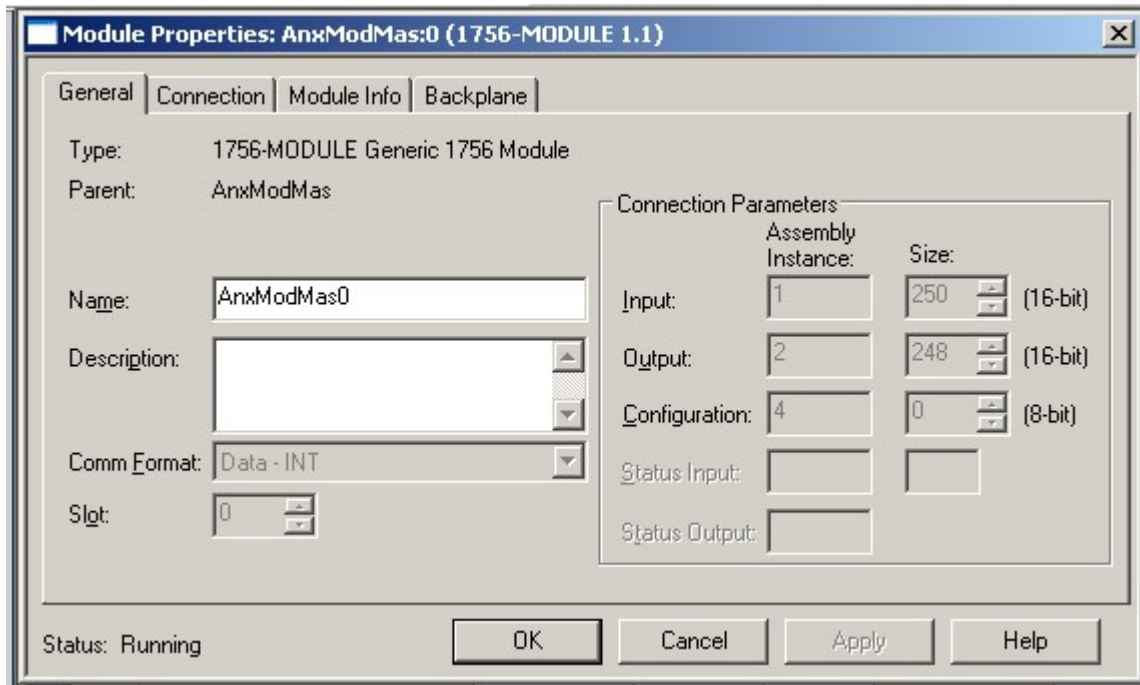 Module Properties: AnxModMas:0 (1756-MODULE 1.1)
General Connection Module Info Backplane
Type: 1756-MODULE Generic 1756 Module
Parent: AnxModMas
Connection Parameters
Assembly
Instance: Size:
Name: AnxModMas0
Input: 1 250 (16-bit)
Description:
Output: 2 248 (16-bit)
Configuration: 4 0 (8-bit)
Comm Format: Data - INT
Status Input:
Slot: 0
Status Output:
Status: Running
OK Cancel Apply Help